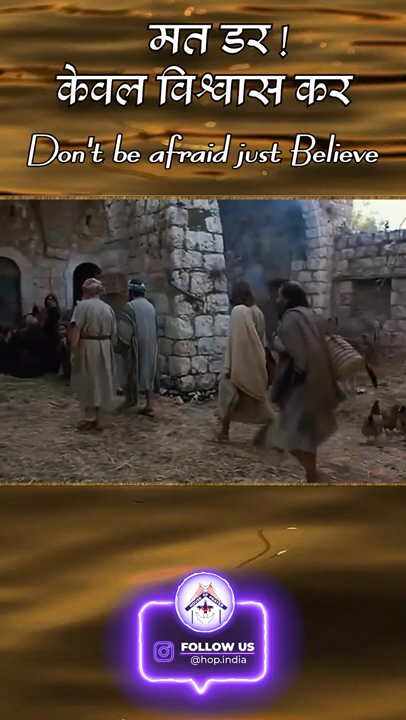 मत डर !
केवल विश्वास कर
Don't be afraid just Believe
FOLLOW US
@hop.india